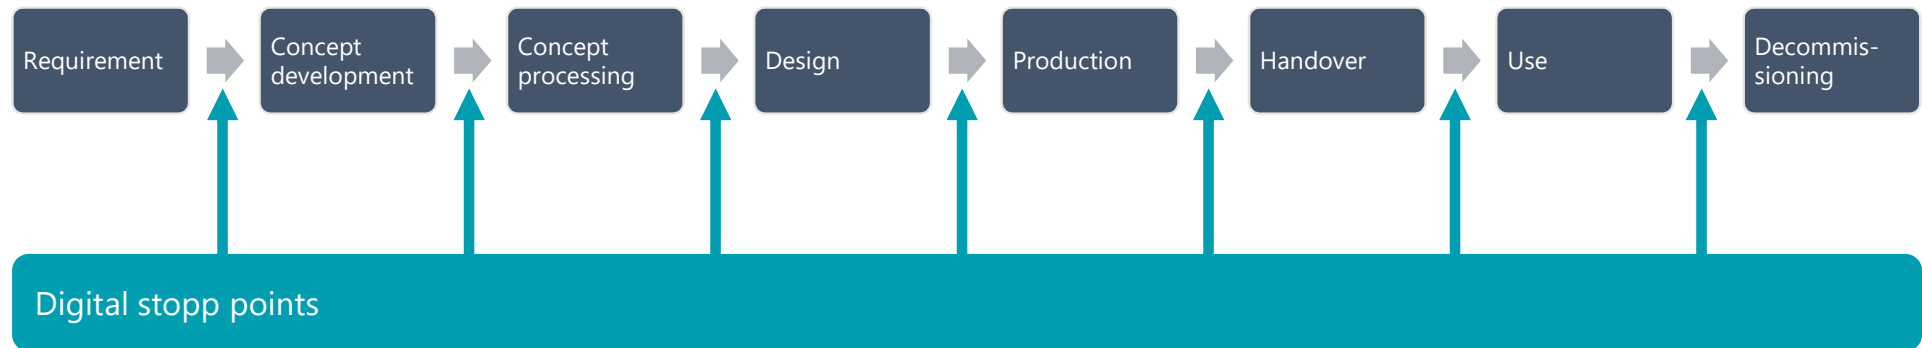 Requirement
Concept
development
Concept
processing
Design
Production
Handover
Use
Decommis-
sioning
Digital stopp points